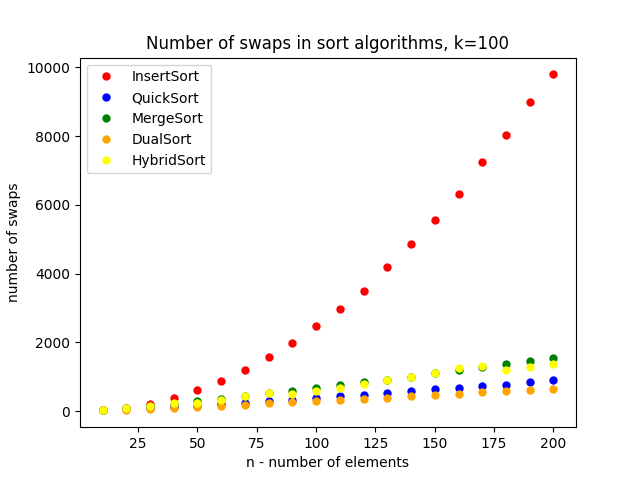 Number of swaps in sort algorithms, k=100
10000
8000
6000
4000
2000
0
number of swaps
InsertSort
QuickSort
MergeSort
DualSort
HybridSort
25 50 75 100 125 150 175 200
n - number of elements